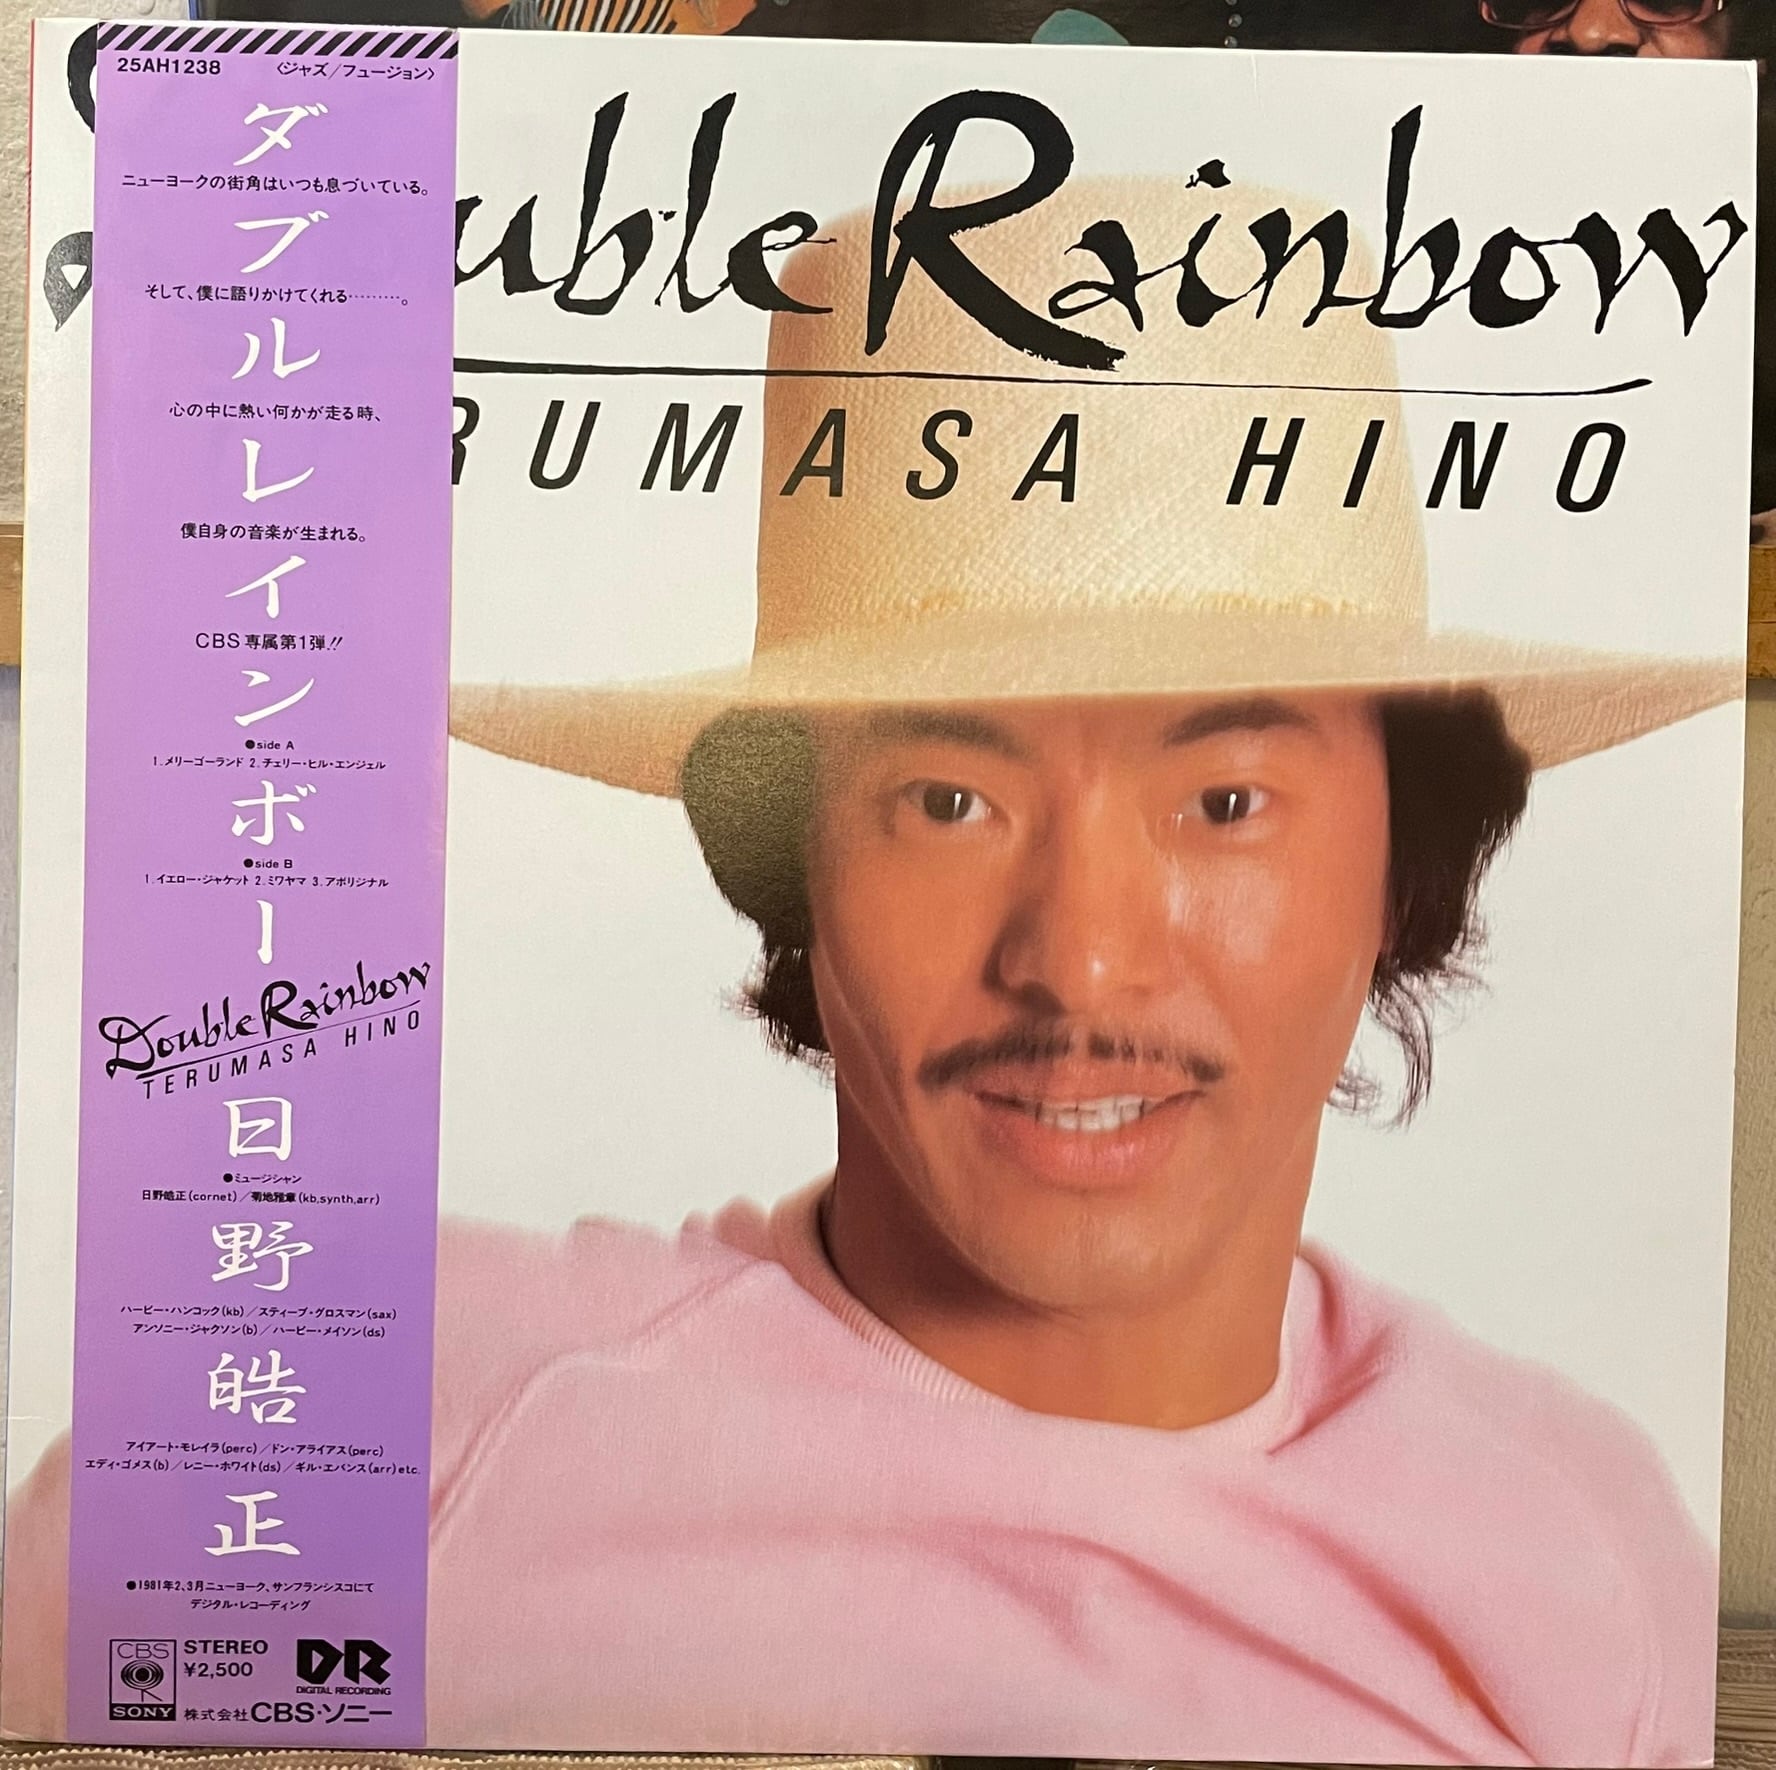 25AH1238 〈ジャズ/フュージョン〉
ダブルレインボー
ニューヨークの街角はいつも息づいている。
そして、僕に語りかけてくれる………。
心の中に熱い何かが走る時、
僕自身の音楽が生まれる。
CBS専属第1弾!!
●side A
1.メリーゴーランド 2.チェリー・ヒル・エンジェル
●side B
1.イエロー・ジャケット 2.ミワヤマ 3.アボリジナル
Double Rainbow
TERUMASA HINO
日野皓正
●ミュージシャン
日野皓正(cornet)／菊地雅章(kb,synth,arr)
ハービー・ハンコック(kb)／スティーブ・グロスマン(sax)
アンソニー・ジャクソン(b)／ハービー・メイソン(ds)
アイアート・モレイラ(perc)／ドン・アライアス(perc)
エディ・ゴメス(b)／レニー・ホワイト(ds)／ギル・エバンス(arr)etc.
●1981年2、3月ニューヨーク、サンフランシスコにて
デジタル・レコーディング
CBS
SONY
STEREO
¥2,500
DR
DIGITAL RECORDING
株式会社CBS・ソニー
uble Rainbow
RUMASA HINO